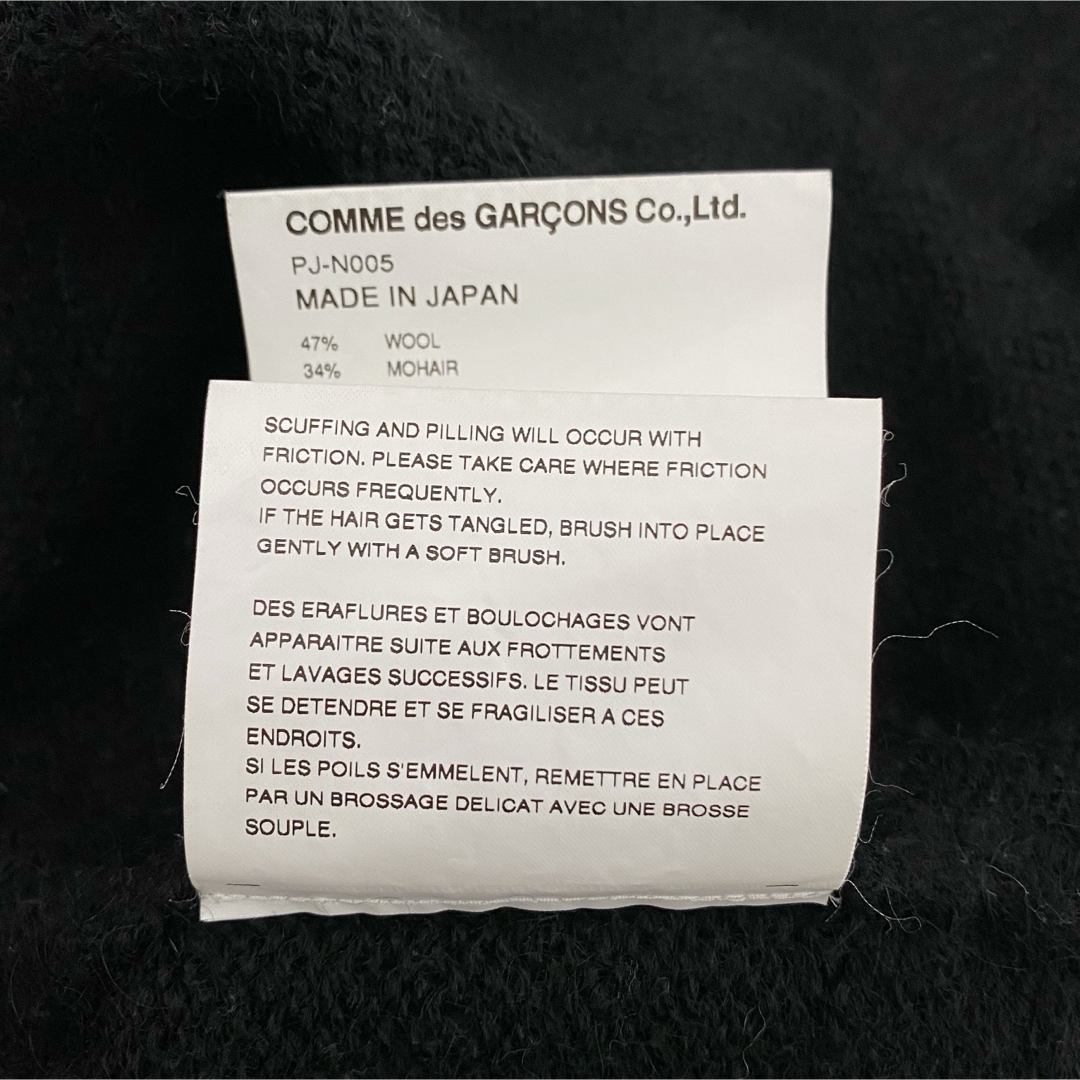 COMME des GARÇONS Co.,Ltd.
PJ-N005
MADE IN JAPAN
47% WOOL
34% MOHAIR
SCUFFING AND PILLING WILL OCCUR WITH
FRICTION. PLEASE TAKE CARE WHERE FRICTION
OCCURS FREQUENTLY.
IF THE HAIR GETS TANGLED, BRUSH INTO PLACE
GENTLY WITH A SOFT BRUSH.
DES ERAFLURES ET BOULOCHAGES VONT
APPARAITRE SUITE AUX FROTTEMENTS
ET LAVAGES SUCCESSIFS. LE TISSU PEUT
SE DETENDRE ET SE FRAGILISER A CES
ENDROITS.
SI LES POILS S'EMMELENT, REMETTRE EN PLACE
PAR UN BROSSAGE DELICAT AVEC UNE BROSSE
SOUPLE.